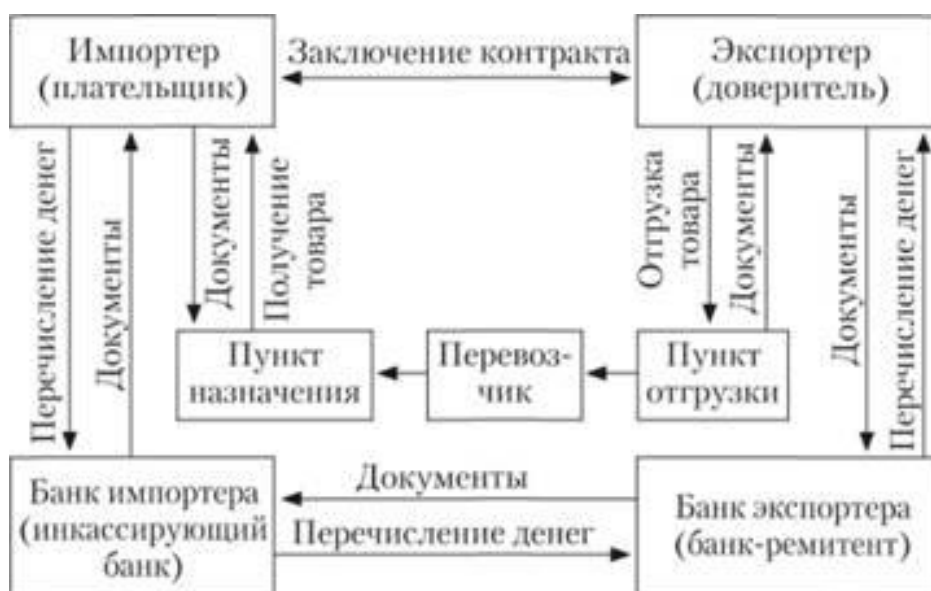 Импортер
(плательщик)
Заключение контракта
Экспортер
(доверитель)
Перечисление денег
Документы
Документы
Получение
товара
Отгрузка
товара
Документы
Документы
Перечисление денег
Пункт
назначения
Перевоз-
чик
Пункт
отгрузки
Банк импортера
(инкассирующий
банк)
Документы
Перечисление денег
Банк экспортера
(банк-ремитент)